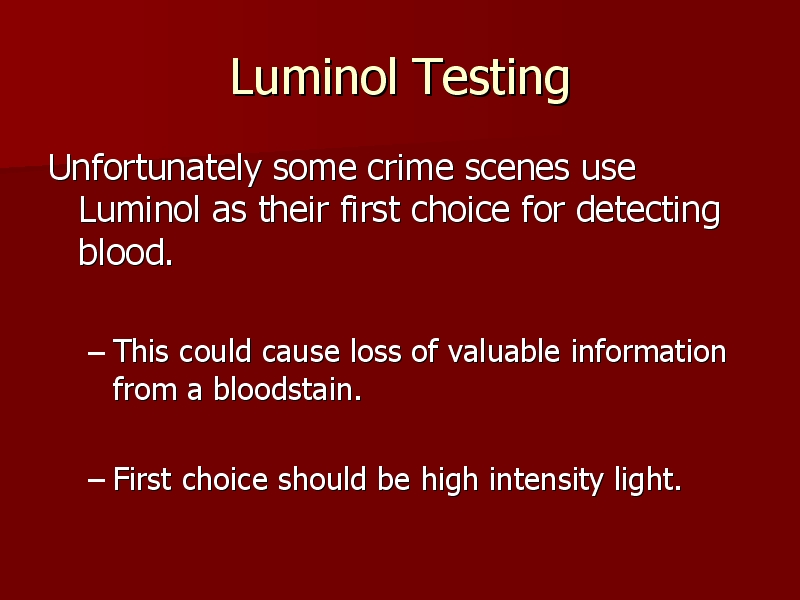 Luminol Testing
Unfortunately some crime scenes use
Luminol as their first choice for detecting
blood.
– This could cause loss of valuable information
from a bloodstain.
– First choice should be high intensity light.